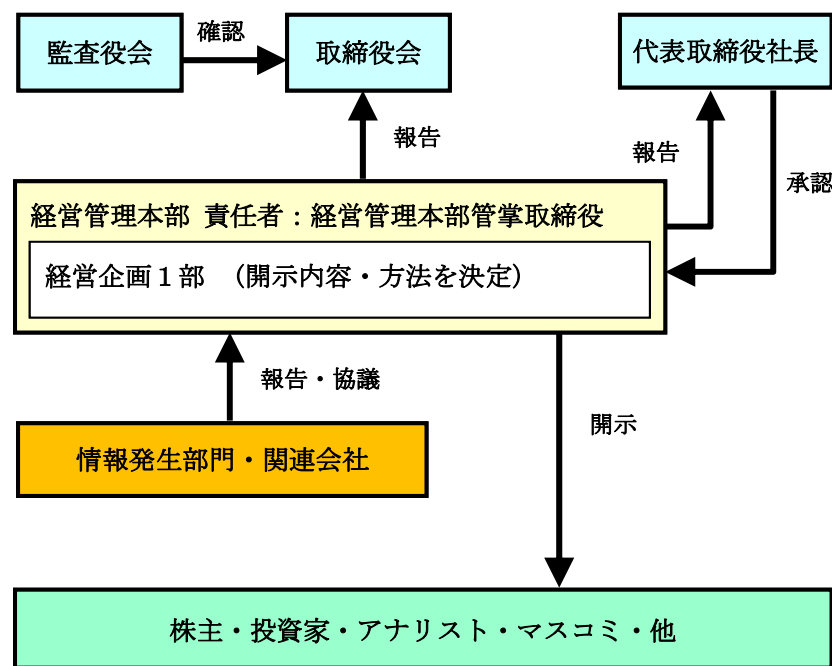 監査役会
確認
取締役会
代表取締役社長
報告
報告
承認
経営管理本部 責任者：経営管理本部管掌取締役
経営企画１部 （開示内容・方法を決定）
報告・協議
開示
情報発生部門・関連会社
株主・投資家・アナリスト・マスコミ・他